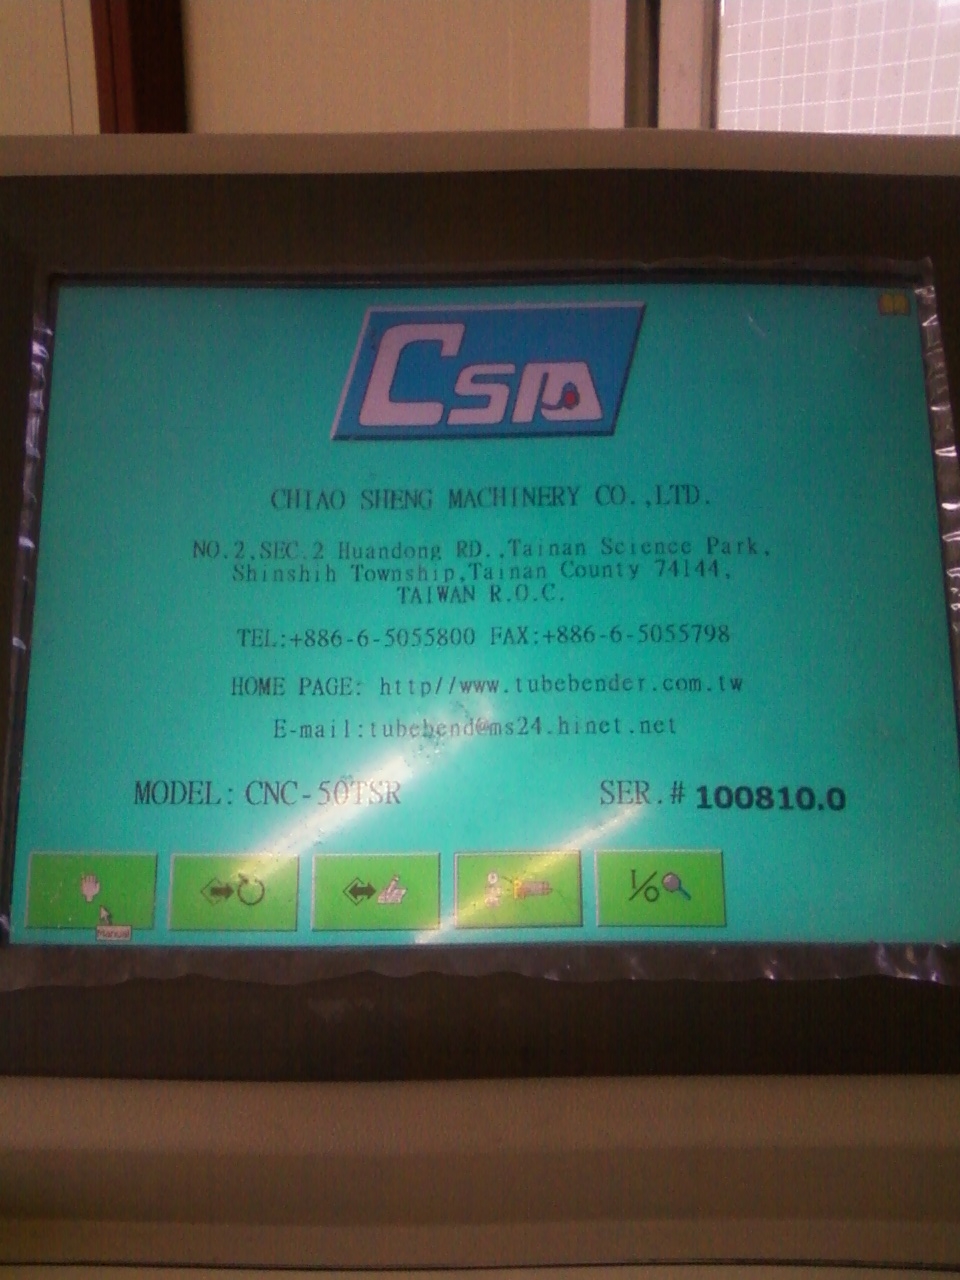 CSM
CHIAO SHENG MACHINERY CO.,LTD.
NO.2,SEC.2 Huandong RD.,Tainan Science Park,
Shinshih Township,Tainan County 74144,
TAIWAN R.O.C.
TEL:+886-6-5055800 FAX:+886-6-5055798
HOME PAGE: http//www.tubebender.com.tw
E-mail:tubebend@ms24.hinet.net
MODEL: CNC-50TSR SER.# 100810.0
I/O
Manual